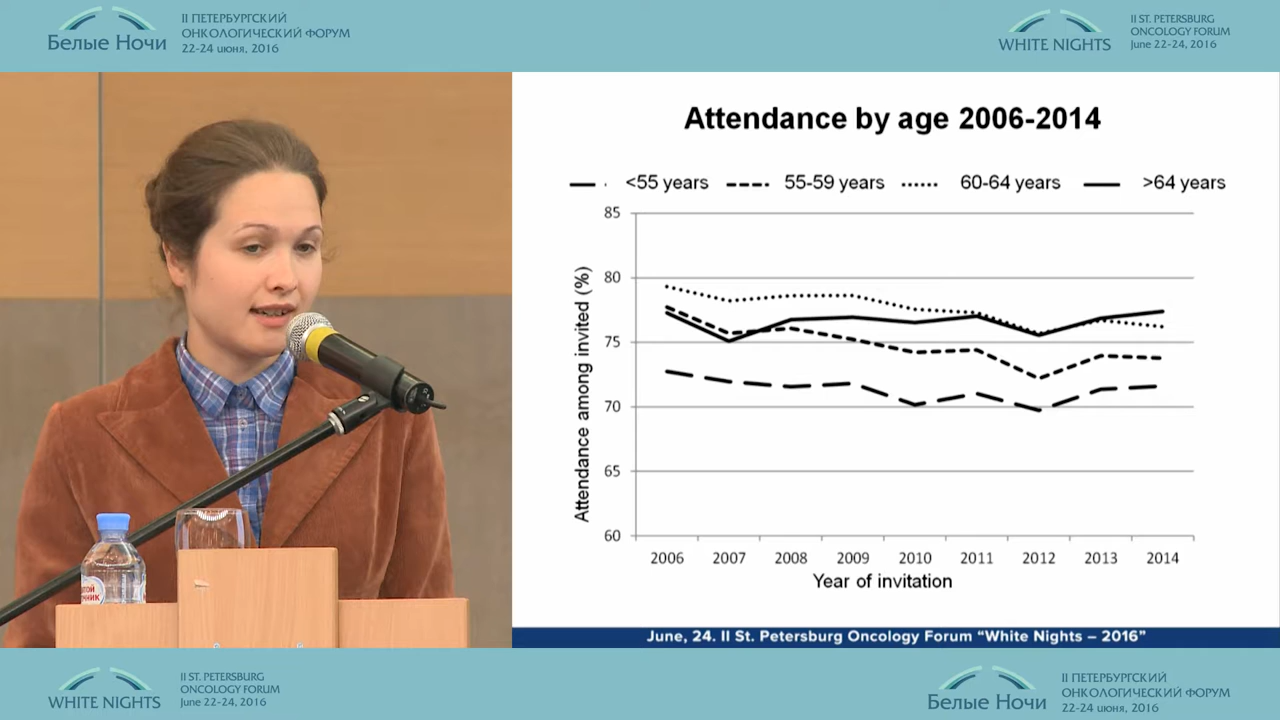 II ПЕТЕРБУРГСКИЙ
ОНКОЛОГИЧЕСКИЙ ФОРУМ
Белые Ночи
22-24 июня, 2016
II ST. PETERSBURG
ONCOLOGY FORUM
WHITE NIGHTS
June 22-24, 2016
Attendance by age 2006-2014
<55 years
55-59 years
60-64 years
>64 years
Attendance among invited (%)
85
80
75
70
65
60
2006
2007
2008
2009
2010
2011
2012
2013
2014
Year of invitation
June, 24. II St. Petersburg Oncology Forum “White Nights – 2016”
II ST. PETERSBURG
ONCOLOGY FORUM
WHITE NIGHTS
June 22-24, 2016
II ПЕТЕРБУРГСКИЙ
ОНКОЛОГИЧЕСКИЙ ФОРУМ
Белые Ночи
22-24 июня, 2016